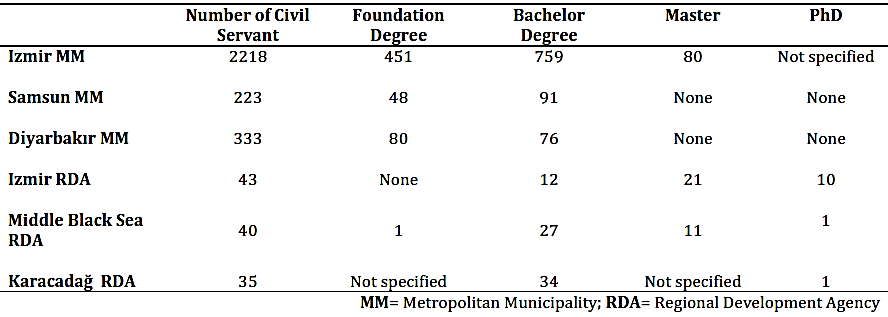 Number of Civil Servant Foundation Degree Bachelor Degree Master PhD
Izmir MM 2218 451 759 80 Not specified
Samsun MM 223 48 91 None None
Diyarbakır MM 333 80 76 None None
Izmir RDA 43 None 12 21 10
Middle Black Sea RDA 40 1 27 11 1
Karacadağ RDA 35 Not specified 34 Not specified 1
MM= Metropolitan Municipality; RDA= Regional Development Agency